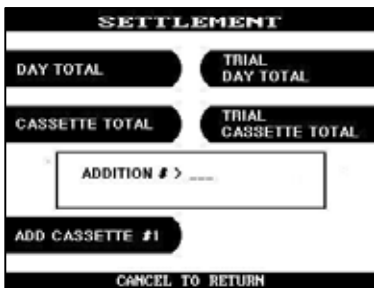 SETTLEMENT
DAY TOTAL
TRIAL
DAY TOTAL
CASSETTE TOTAL
TRIAL
CASSETTE TOTAL
ADDITION # > ___
ADD CASSETTE #1
CANCEL TO RETURN